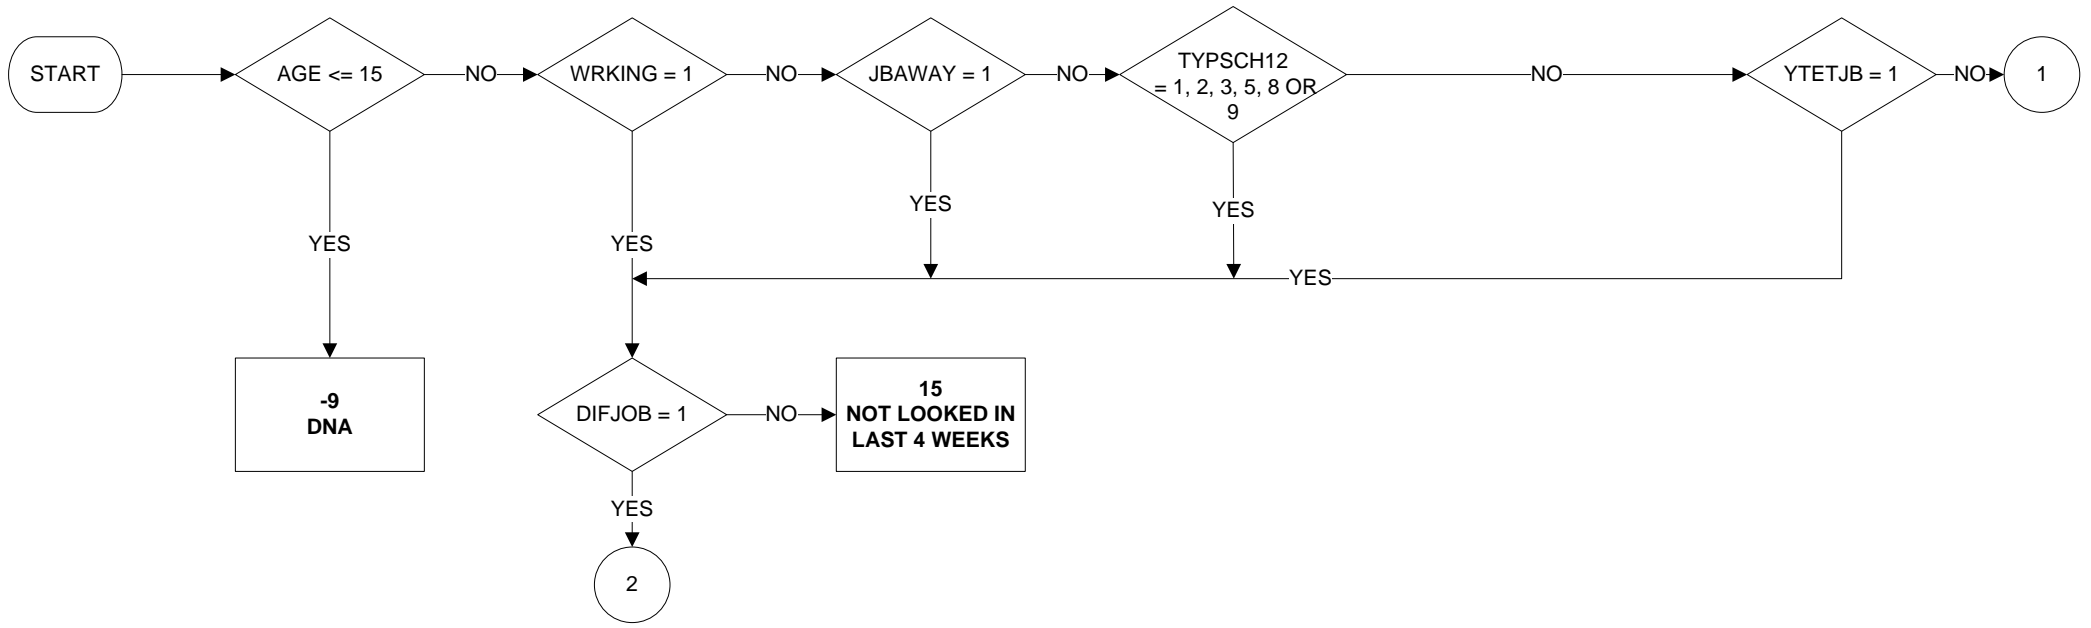 START
AGE <= 15
NO
WRKING = 1
NO
JBAWAY = 1
NO
TYPSCH12
= 1, 2, 3, 5, 8 OR
9
NO
YTETJB = 1
NO
1
YES
YES
YES
YES
YES
-9
DNA
DIFJOB = 1
NO
15
NOT LOOKED IN
LAST 4 WEEKS
YES
2